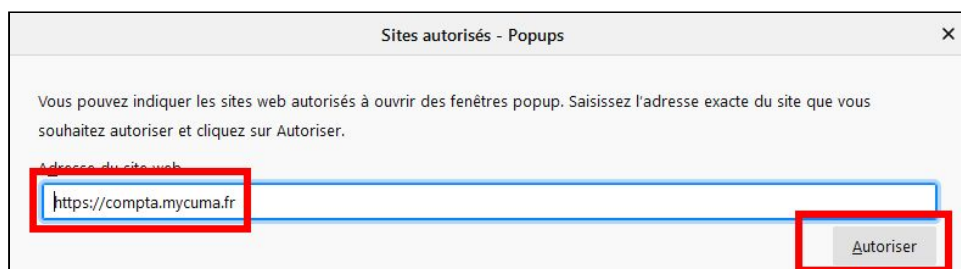 Sites autorisés - Popups
Vous pouvez indiquer les sites web autorisés à ouvrir des fenêtres popup. Saisissez l'adresse exacte du site que vous
souhaitez autoriser et cliquez sur Autoriser.
Adresse du site web
https://compta.mycuma.fr
Autoriser